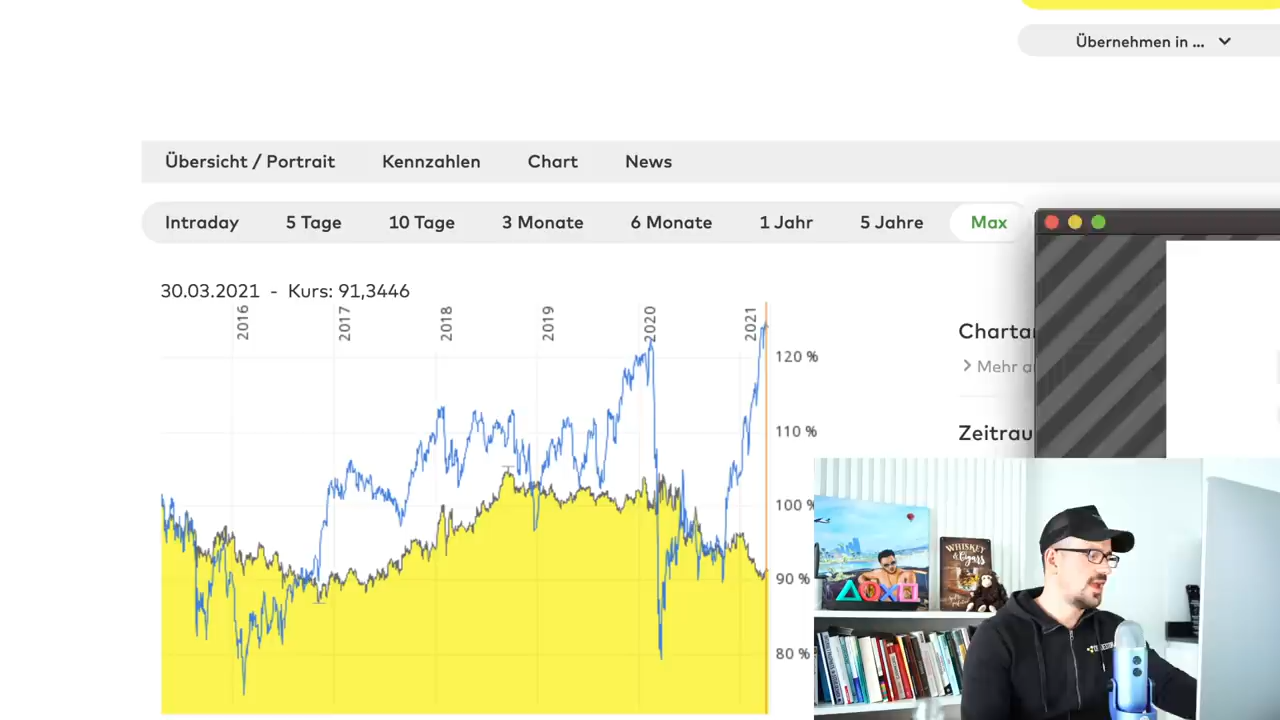 Übernehmen in ...
Übersicht / Portrait Kennzahlen Chart News
Intraday 5 Tage 10 Tage 3 Monate 6 Monate 1 Jahr 5 Jahre Max
30.03.2021 - Kurs: 91,3446
2016 2017 2018 2019 2020 2021
120 %
110 %
100 %
90 %
80 %
Chartan
Mehr a
Zeitrau
WHISKEY
& Cigars